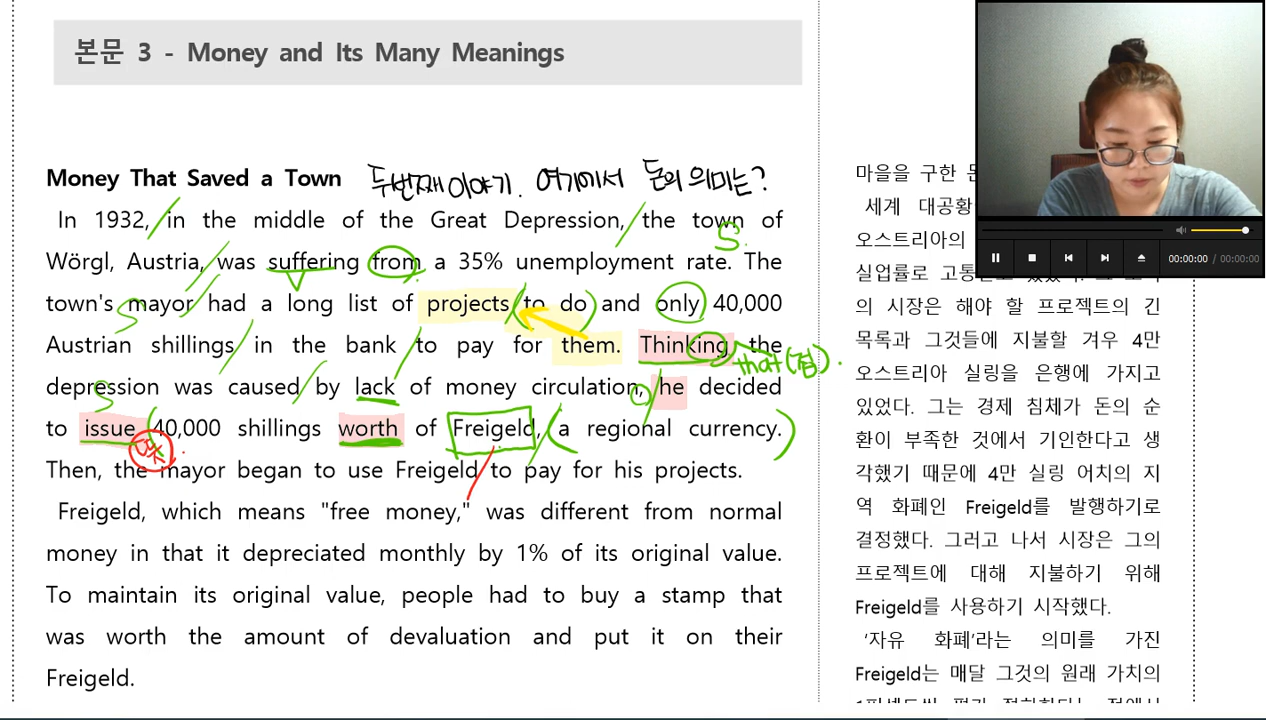 본문 3 - Money and Its Many Meanings
Money That Saved a Town 두번째 이야기. 여기에서 돈의 의미는?
In 1932, in the middle of the Great Depression, the town of
S.
Wörgl, Austria, was suffering from a 35% unemployment rate. The
town's mayor had a long list of projects to do and only 40,000
S
Austrian shillings in the bank to pay for them. Thinking the
that(접).
depression was caused by lack of money circulation, he decided
S
to issue 40,000 shillings worth of Freigeld, a regional currency.
Then, the mayor began to use Freigeld to pay for his projects.
Freigeld, which means "free money," was different from normal
money in that it depreciated monthly by 1% of its original value.
To maintain its original value, people had to buy a stamp that
was worth the amount of devaluation and put it on their
Freigeld.
마을을 구한
세계 대공황
오스트리아의
실업률로
의 시장은 해야 할 프로젝트의 긴
목록과 그것들에 지불할 겨우 4만
오스트리아 실링을 은행에 가지고
있었다. 그는 경제 침체가 돈의 순
환이 부족한 것에서 기인한다고 생
각했기 때문에 4만 실링 어치의 지
역 화폐인 Freigeld를 발행하기로
결정했다. 그러고 나서 시장은 그의
프로젝트에 대해 지불하기 위해
Freigeld를 사용하기 시작했다.
‘자유 화폐’라는 의미를 가진
Freigeld는 매달 그것의 원래 가치의
00:00:00 / 00:00:00